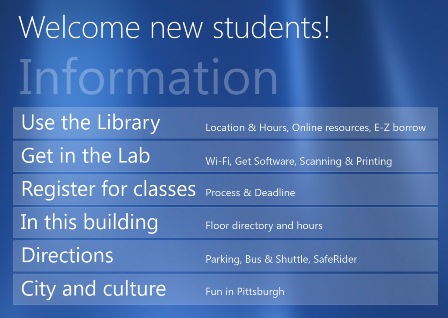 Welcome new students!
Information
Use the Library Location & Hours, Online resources, E-Z borrow
Get in the Lab Wi-Fi, Get Software, Scanning & Printing
Register for classes Process & Deadline
In this building Floor directory and hours
Directions Parking, Bus & Shuttle, SafeRider
City and culture Fun in Pittsburgh